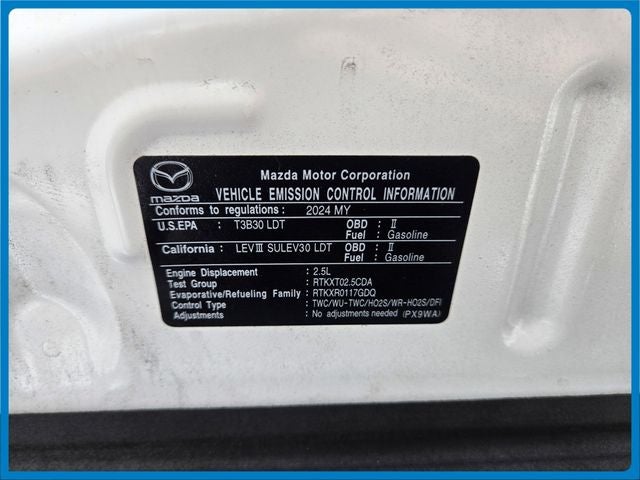 Mazda Motor Corporation
mazda VEHICLE EMISSION CONTROL INFORMATION
Conforms to regulations : 2024 MY
U.S.EPA : T3B30 LDT OBD : II
Fuel : Gasoline
California : LEVIII SULEV30 LDT OBD : II
Fuel : Gasoline
Engine Displacement : 2.5L
Test Group : RTKXT02.5CDA
Evaporative/Refueling Family : RTKXR0117GDQ
Control Type : TWC/WU-TWC/HO2S/WR-HO2S/DFI
Adjustments : No adjustments needed (PX9WA)